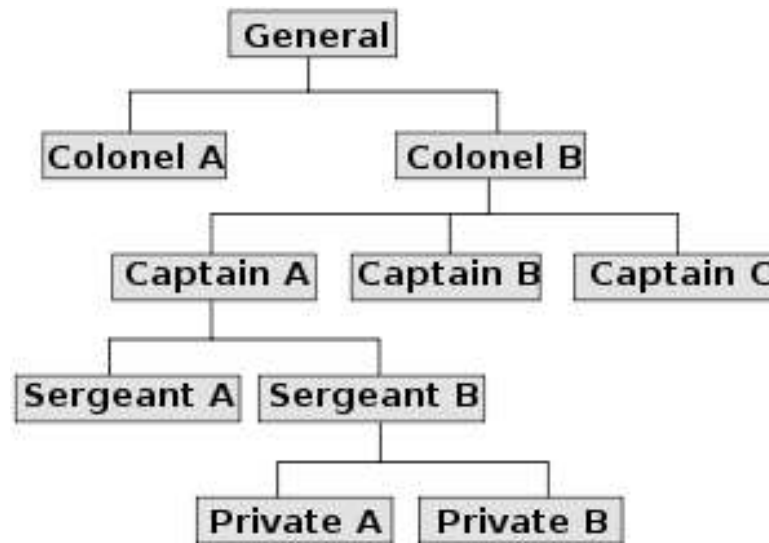 General
Colonel A
Colonel B
Captain A
Captain B
Captain C
Sergeant A
Sergeant B
Private A
Private B